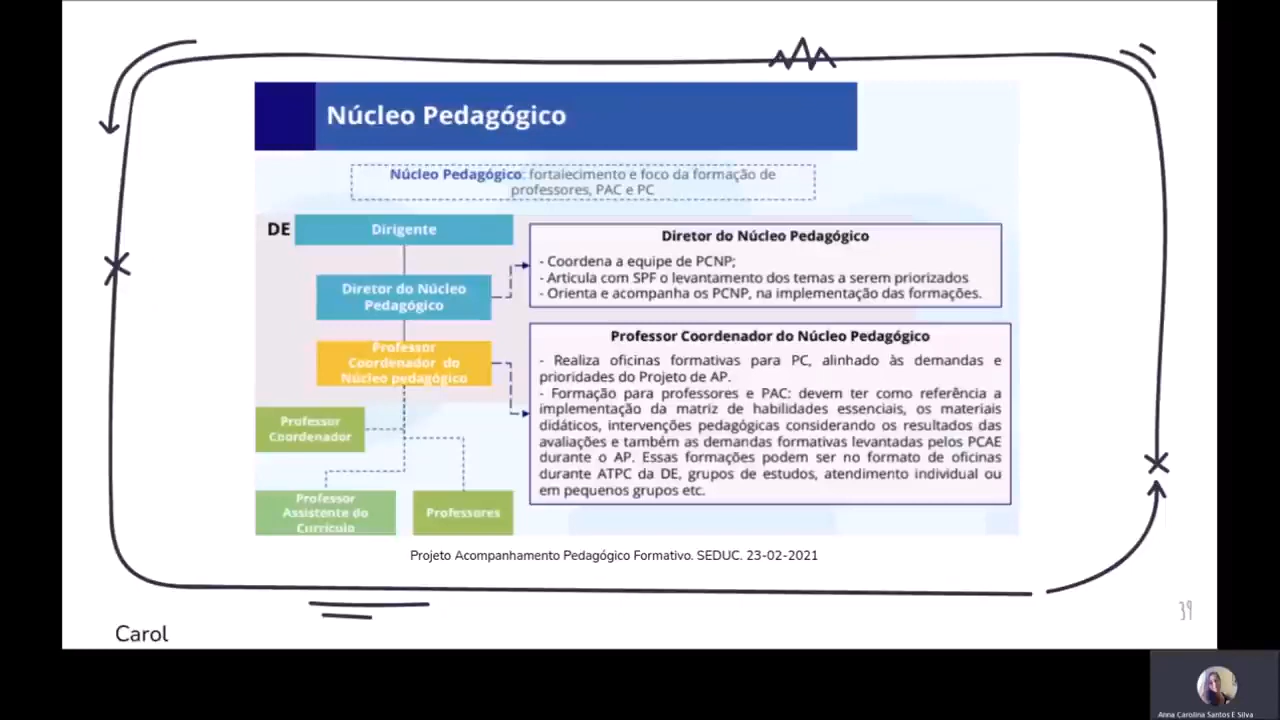 Núcleo Pedagógico
Núcleo Pedagógico: fortalecimento e foco da formação de
professores, PAC e PC
DE
Dirigente
Diretor do Núcleo
Pedagógico
Professor
Coordenador do
Núcleo pedagógico
Professor
Coordenador
Professor
Assistente do
Currículo
Professores
Diretor do Núcleo Pedagógico
- Coordena a equipe de PCNP;
- Articula com SPF o levantamento dos temas a serem priorizados
- Orienta e acompanha os PCNP, na implementação das formações.
Professor Coordenador do Núcleo Pedagógico
- Realiza oficinas formativas para PC, alinhado às demandas e
prioridades do Projeto de AP.
- Formação para professores e PAC: devem ter como referência a
implementação da matriz de habilidades essenciais, os materiais
didáticos, intervenções pedagógicas considerando os resultados das
avaliações e também as demandas formativas levantadas pelos PCAE
durante o AP. Essas formações podem ser no formato de oficinas
durante ATPC da DE, grupos de estudos, atendimento individual ou
em pequenos grupos etc.
Projeto Acompanhamento Pedagógico Formativo. SEDUC. 23-02-2021
39
Carol
Anna Carolina Santos E Silva